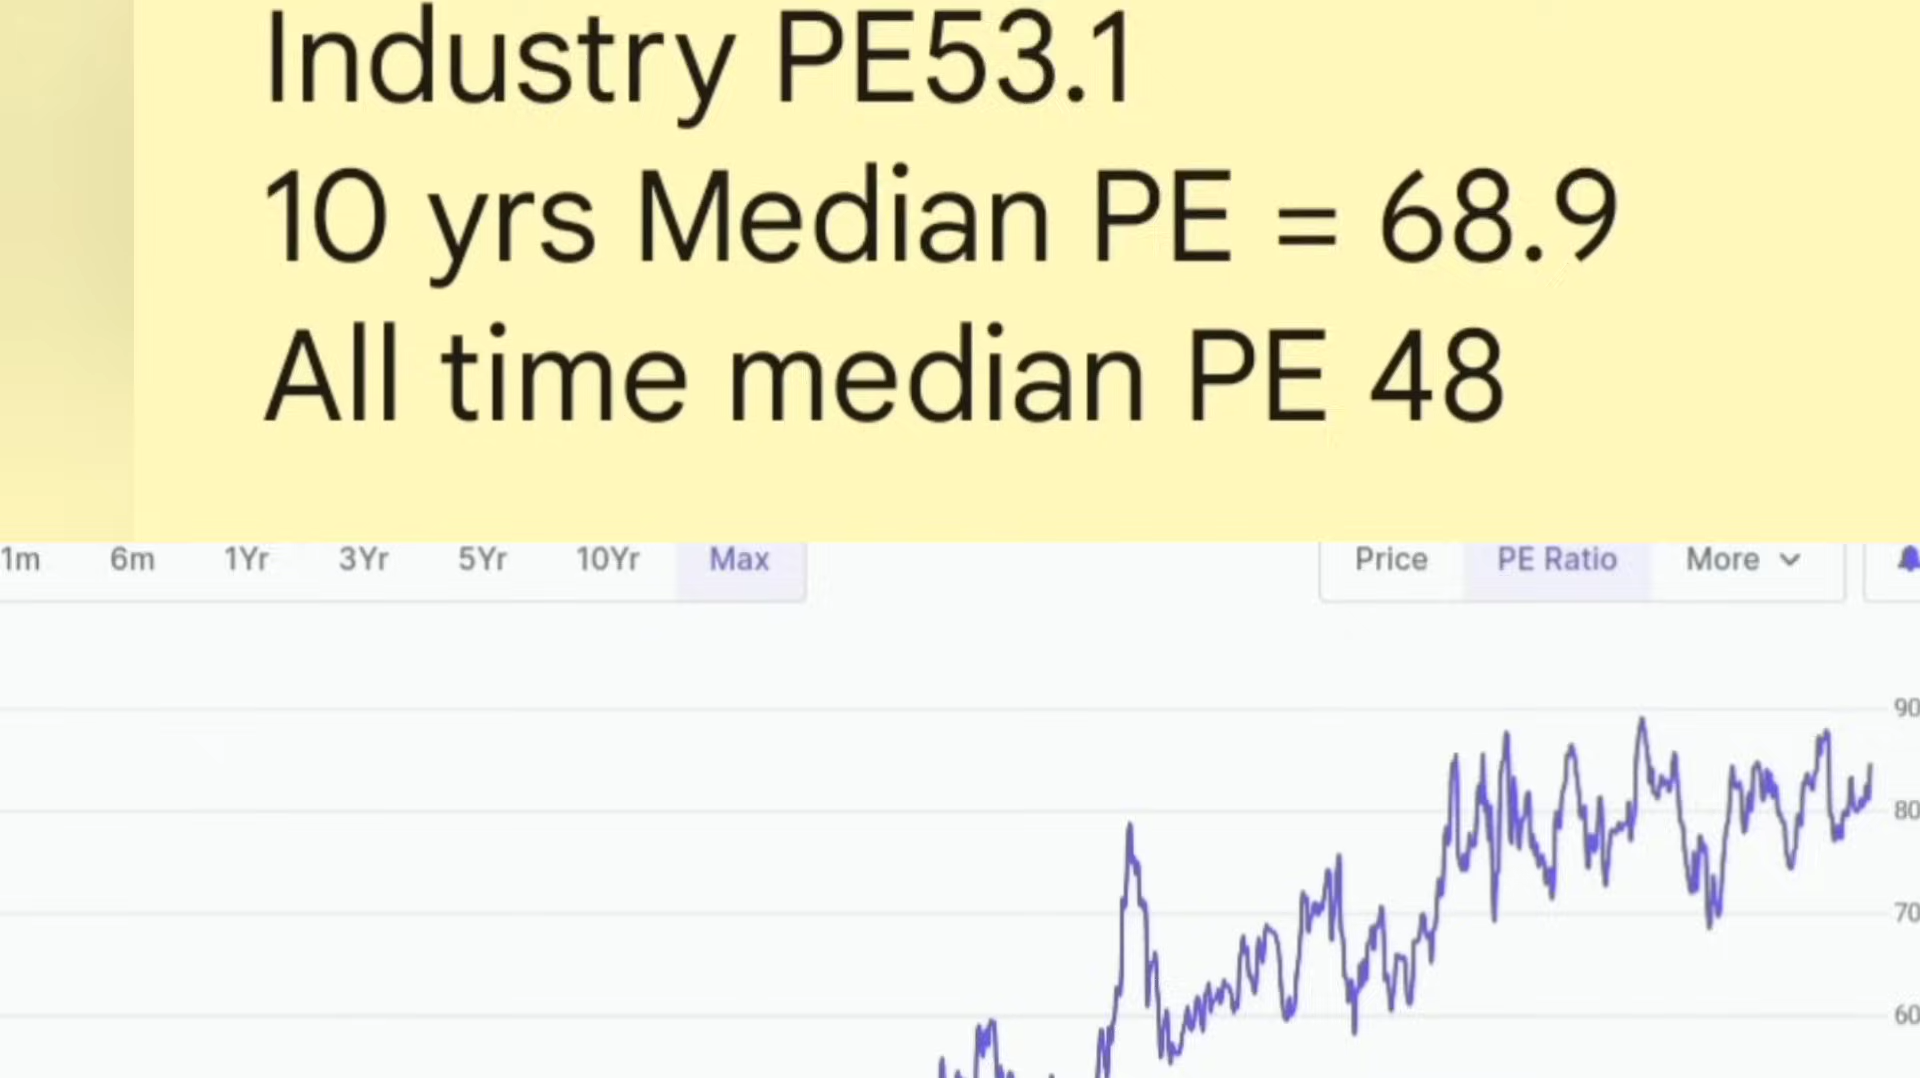 Industry PE53.1
10 yrs Median PE = 68.9
All time median PE 48
1m 6m 1Yr 3Yr 5Yr 10Yr Max Price PE Ratio More
90
80
70
60